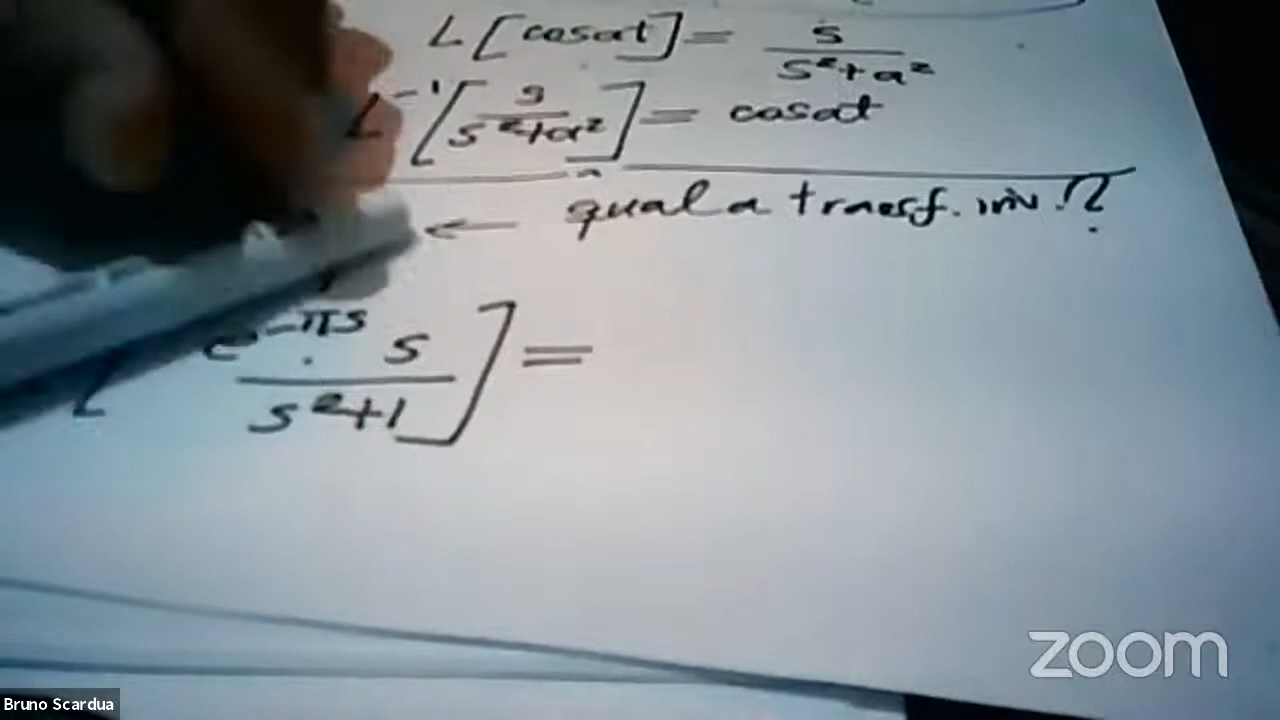 L[cosat] = s/(s²+a²)
L⁻¹[s/(s²+a²)] = cosat
← qual a transf. inv.?
e^(-πs) · s/(s²+1)] =
zoom
Bruno Scardua